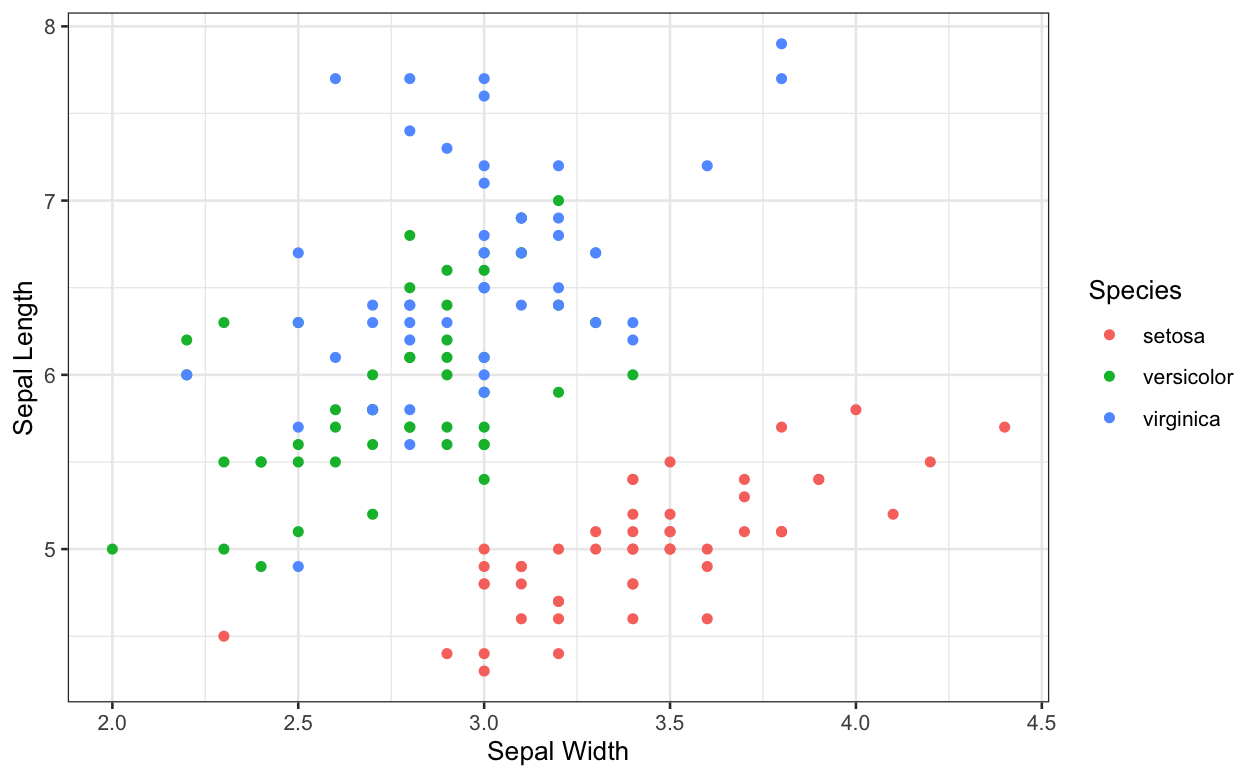 8
7
6
5
2.0 2.5 3.0 3.5 4.0 4.5
Sepal Width
Sepal Length
Species
setosa
versicolor
virginica